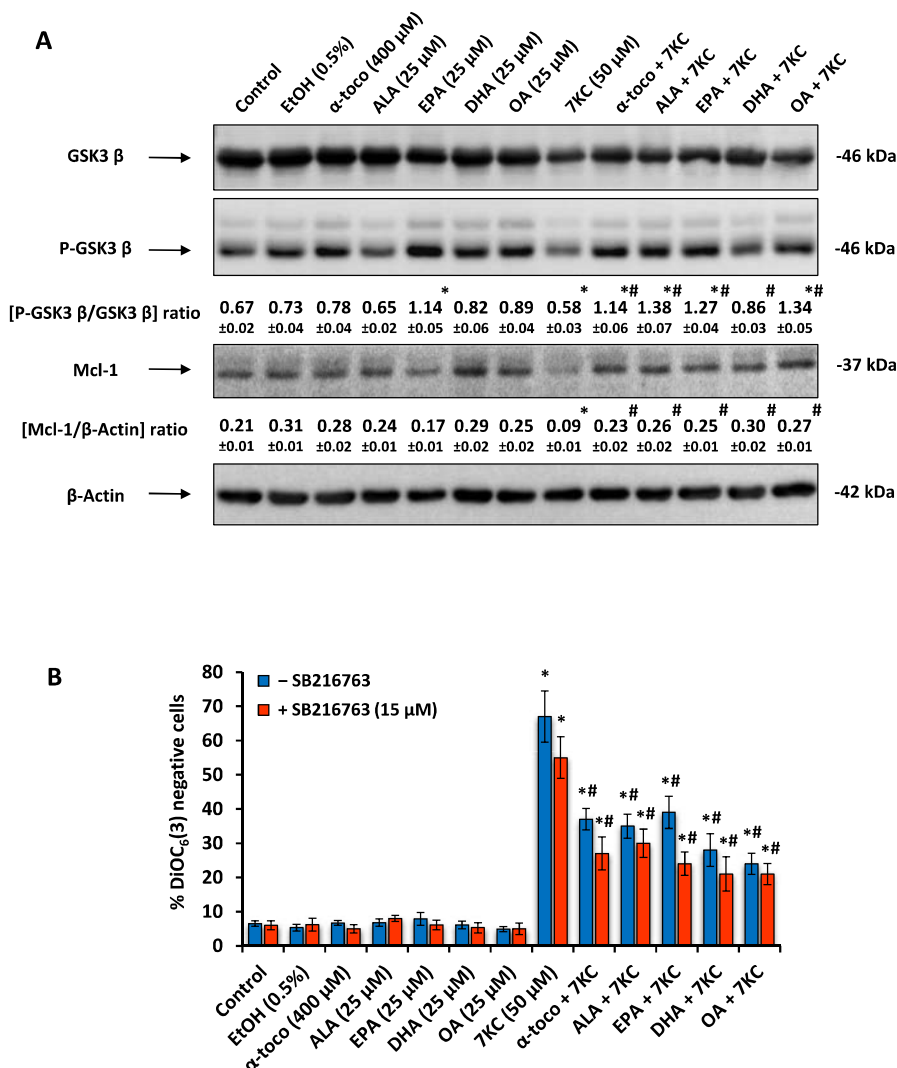 A
Control
EtOH (0.5%)
α-toco (400 µM)
ALA (25 µM)
EPA (25 µM)
DHA (25 µM)
OA (25 µM)
7KC (50 µM)
α-toco + 7KC
ALA + 7KC
EPA + 7KC
DHA + 7KC
OA + 7KC
GSK3 β
-46 kDa
P-GSK3 β
-46 kDa
* * *# *# *# # *#
[P-GSK3 β/GSK3 β] ratio 0.67 0.73 0.78 0.65 1.14 0.82 0.89 0.58 1.14 1.38 1.27 0.86 1.34
±0.02 ±0.04 ±0.04 ±0.02 ±0.05 ±0.06 ±0.04 ±0.03 ±0.06 ±0.07 ±0.04 ±0.03 ±0.05
Mcl-1
-37 kDa
* # # # # #
[Mcl-1/β-Actin] ratio 0.21 0.31 0.28 0.24 0.17 0.29 0.25 0.09 0.23 0.26 0.25 0.30 0.27
±0.01 ±0.01 ±0.02 ±0.01 ±0.01 ±0.02 ±0.02 ±0.01 ±0.02 ±0.02 ±0.01 ±0.02 ±0.01
β-Actin
-42 kDa
B
% DiOC6(3) negative cells
80
70
60
50
40
30
20
10
0
– SB216763
+ SB216763 (15 µM)
*
*
*#
*#
*#
*#
*#
*#
*#
*#
*#
*#
Control
EtOH (0.5%)
α-toco (400 µM)
ALA (25 µM)
EPA (25 µM)
DHA (25 µM)
OA (25 µM)
7KC (50 µM)
α-toco + 7KC
ALA + 7KC
EPA + 7KC
DHA + 7KC
OA + 7KC